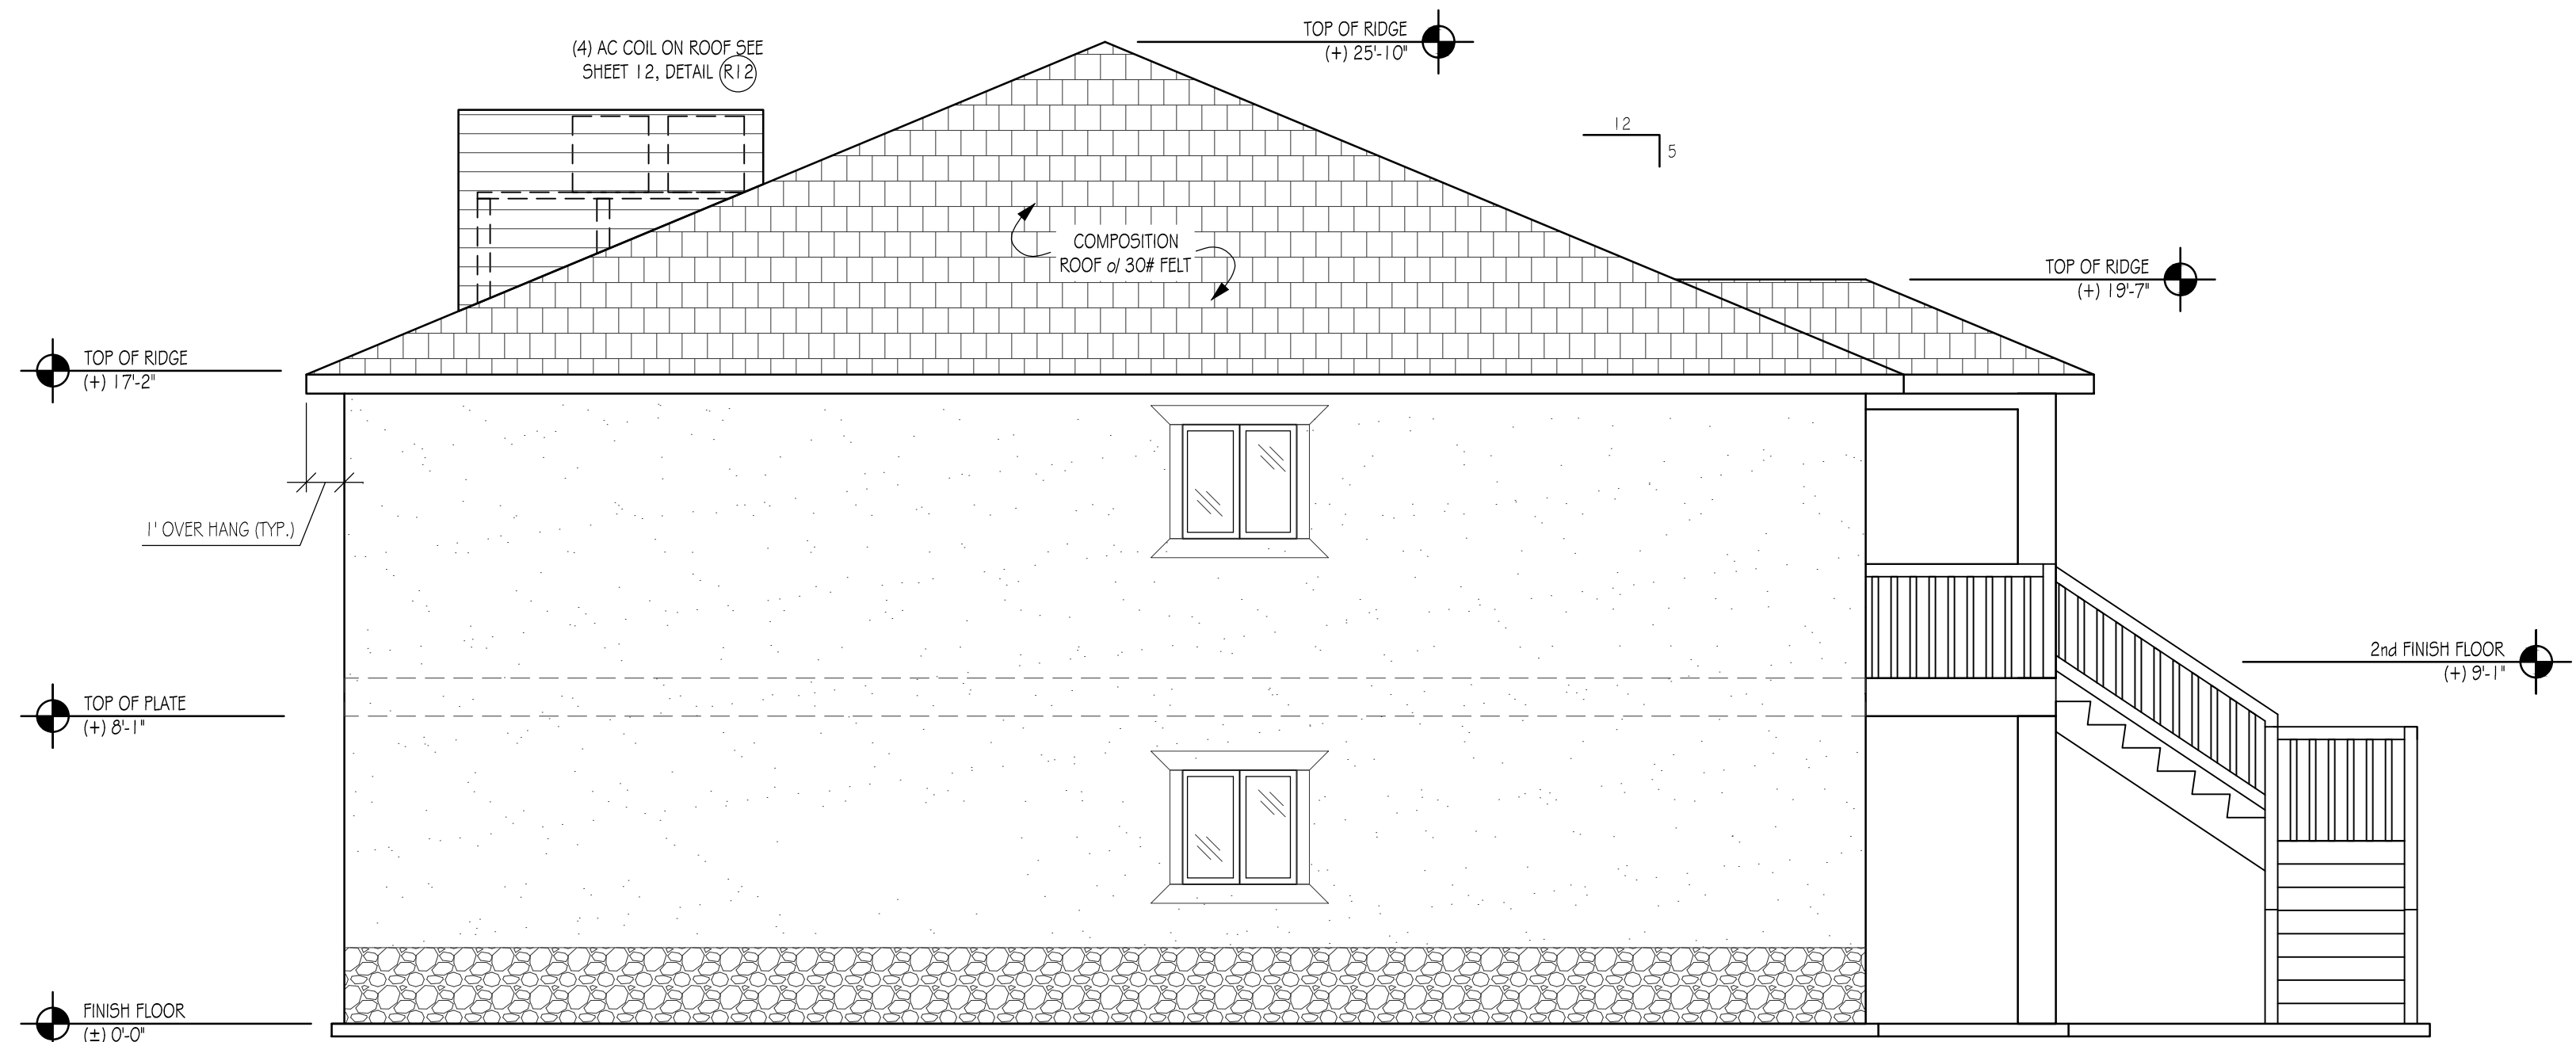 (4) AC COIL ON ROOF SEE
SHEET 12, DETAIL R12
TOP OF RIDGE
(+) 25'-10"
12
5
COMPOSITION
ROOF o/ 30# FELT
TOP OF RIDGE
(+) 19'-7"
TOP OF RIDGE
(+) 17'-2"
1' OVER HANG (TYP.)
2nd FINISH FLOOR
(+) 9'-1"
TOP OF PLATE
(+) 8'-1"
FINISH FLOOR
(±) 0'-0"